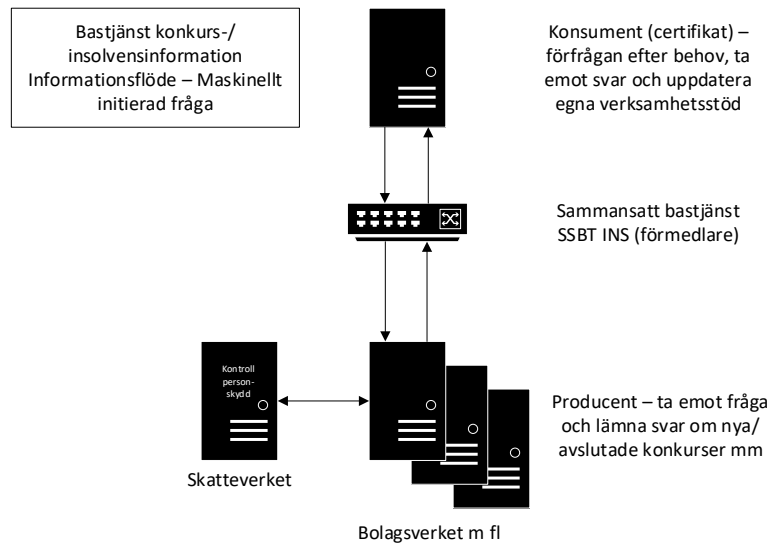 Bastjänst konkurs-/
insolvensinformation
Informationsflöde – Maskinellt
initierad fråga
Konsument (certifikat) –
förfrågan efter behov, ta
emot svar och uppdatera
egna verksamhetsstöd
Sammansatt bastjänst
SSBT INS (förmedlare)
Kontroll
person-
skydd
Skatteverket
Producent – ta emot fråga
och lämna svar om nya/
avslutade konkurser mm
Bolagsverket m fl